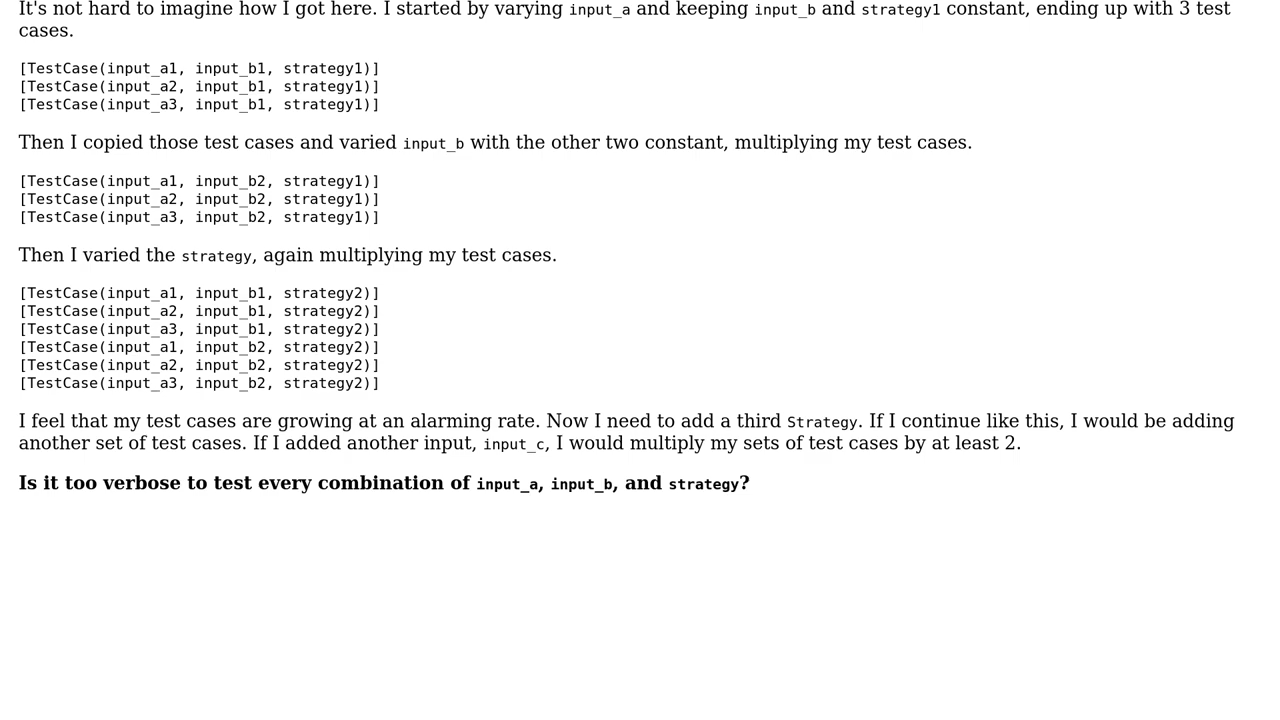 It's not hard to imagine how I got here. I started by varying input_a and keeping input_b and strategy1 constant, ending up with 3 test
cases.
[TestCase(input_a1, input_b1, strategy1)]
[TestCase(input_a2, input_b1, strategy1)]
[TestCase(input_a3, input_b1, strategy1)]
Then I copied those test cases and varied input_b with the other two constant, multiplying my test cases.
[TestCase(input_a1, input_b2, strategy1)]
[TestCase(input_a2, input_b2, strategy1)]
[TestCase(input_a3, input_b2, strategy1)]
Then I varied the strategy, again multiplying my test cases.
[TestCase(input_a1, input_b1, strategy2)]
[TestCase(input_a2, input_b1, strategy2)]
[TestCase(input_a3, input_b1, strategy2)]
[TestCase(input_a1, input_b2, strategy2)]
[TestCase(input_a2, input_b2, strategy2)]
[TestCase(input_a3, input_b2, strategy2)]
I feel that my test cases are growing at an alarming rate. Now I need to add a third Strategy. If I continue like this, I would be adding
another set of test cases. If I added another input, input_c, I would multiply my sets of test cases by at least 2.
Is it too verbose to test every combination of input_a, input_b, and strategy?